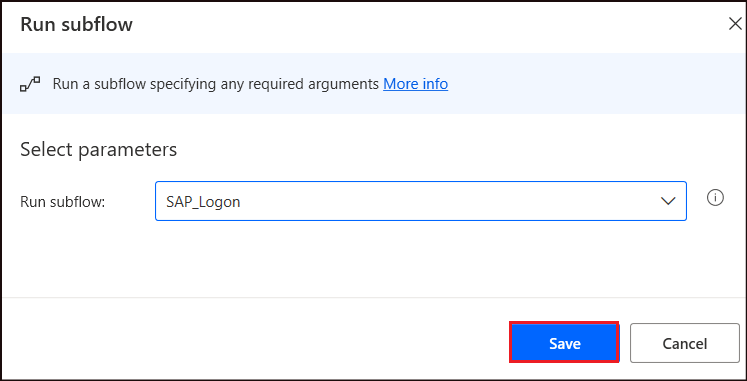 Run subflow
Run a subflow specifying any required arguments More info
Select parameters
Run subflow: SAP_Logon
Save Cancel